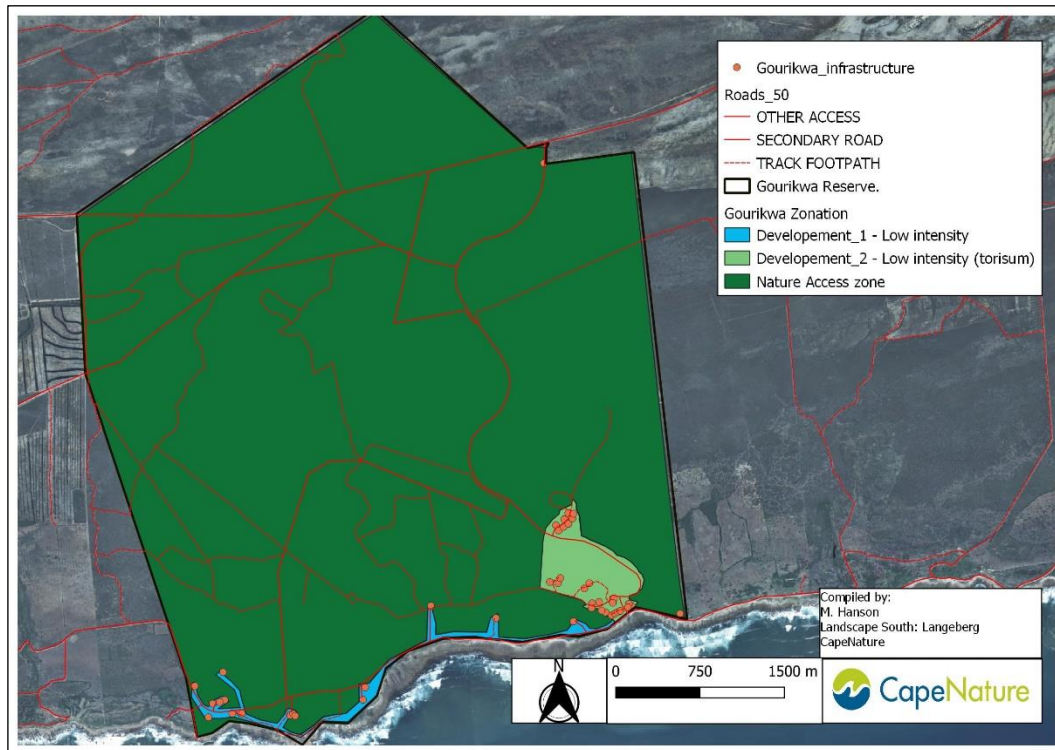 Gourikwa_infrastructure
Roads_50
OTHER ACCESS
SECONDARY ROAD
TRACK FOOTPATH
Gourikwa Reserve.
Gourikwa Zonation
Developement_1 - Low intensity
Developement_2 - Low intensity (torisum)
Nature Access zone
Compiled by:
M. Hanson
Landscape South: Langeberg
CapeNature
N
0 750 1500 m
CapeNature